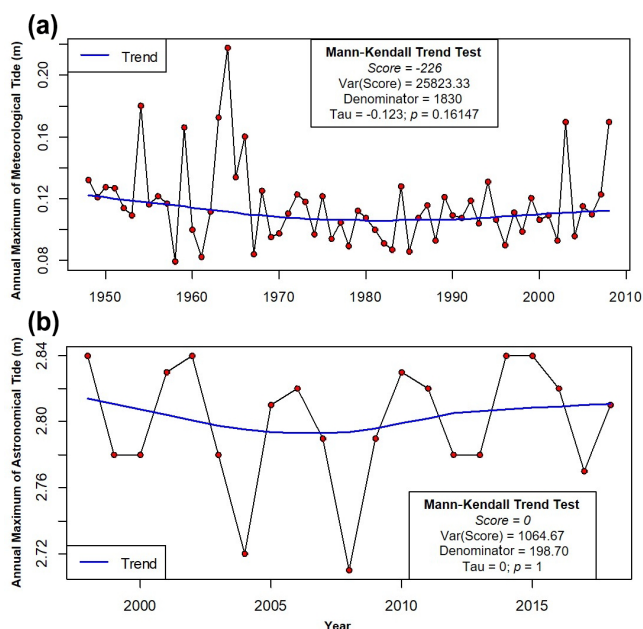 (a)
Annual Maximum of Meteorological Tide (m)
0.20
0.16
0.12
0.08
Trend
Mann-Kendall Trend Test
Score = -226
Var(Score) = 25823.33
Denominator = 1830
Tau = -0.123; p = 0.16147
1950 1960 1970 1980 1990 2000 2010
(b)
Annual Maximum of Astronomical Tide (m)
2.84
2.80
2.76
2.72
Trend
Mann-Kendall Trend Test
Score = 0
Var(Score) = 1064.67
Denominator = 198.70
Tau = 0; p = 1
2000 2005 2010 2015
Year